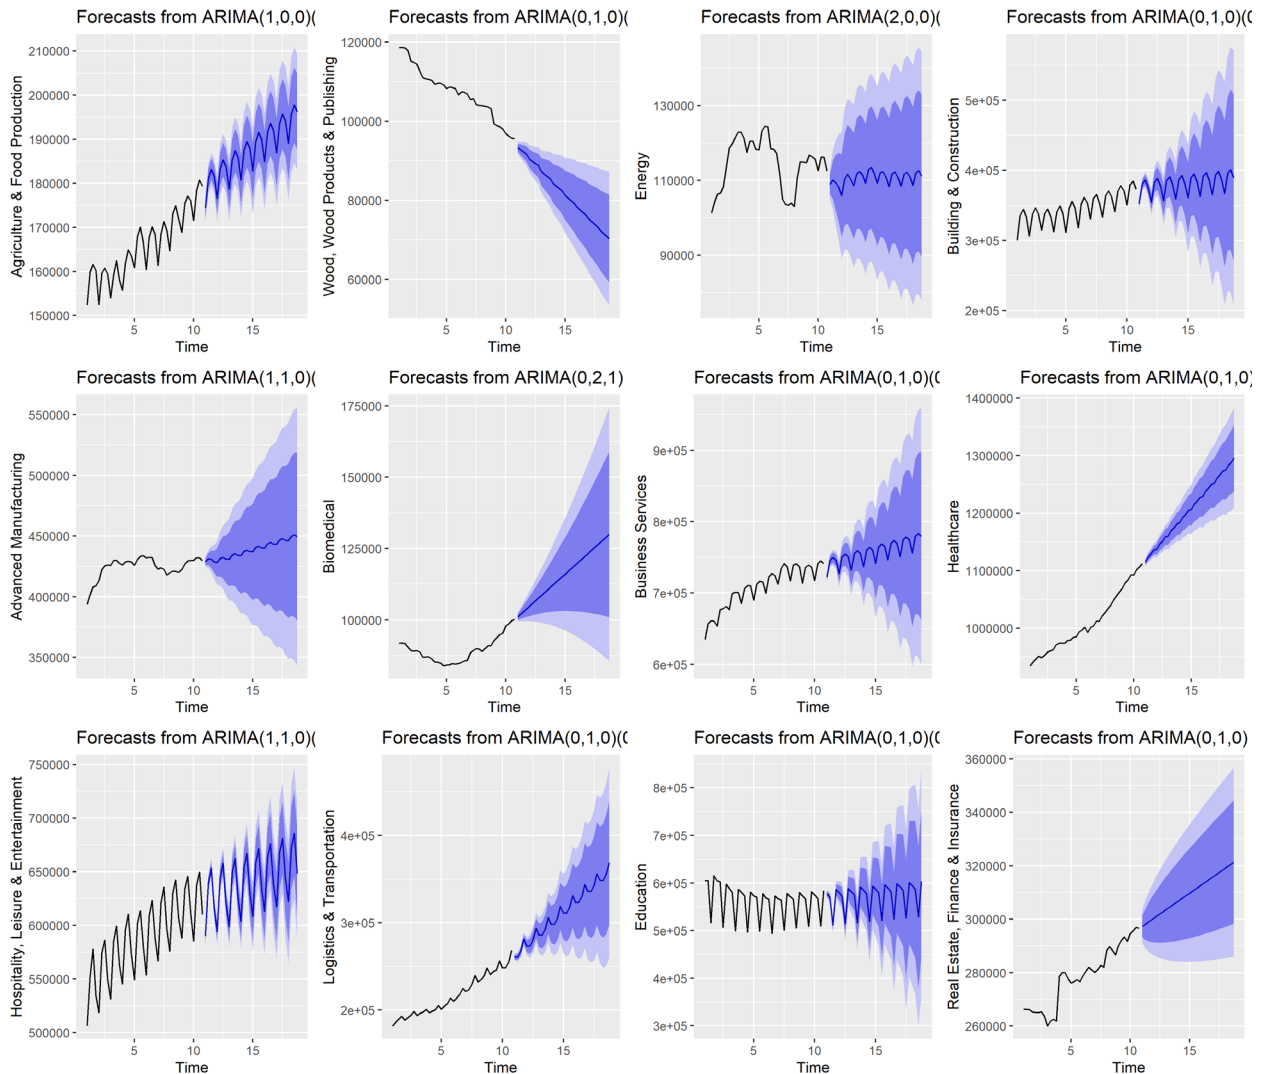 Forecasts from ARIMA(1,0,0)(
Agriculture & Food Production
210000
200000
190000
180000
170000
160000
150000
5 10 15
Time
Forecasts from ARIMA(0,1,0)(
Wood, Wood Products & Publishing
120000
100000
80000
60000
5 10 15
Time
Forecasts from ARIMA(2,0,0)(
Energy
130000
110000
90000
5 10 15
Time
Forecasts from ARIMA(0,1,0)(0
Building & Construction
5e+05
4e+05
3e+05
2e+05
5 10 15
Time
Forecasts from ARIMA(1,1,0)(
Advanced Manufacturing
550000
500000
450000
400000
350000
5 10 15
Time
Forecasts from ARIMA(0,2,1)
Biomedical
175000
150000
125000
100000
5 10 15
Time
Forecasts from ARIMA(0,1,0)(0
Business Services
9e+05
8e+05
7e+05
6e+05
5 10 15
Time
Forecasts from ARIMA(0,1,0)
Healthcare
1400000
1300000
1200000
1100000
1000000
5 10 15
Time
Forecasts from ARIMA(1,1,0)(
Hospitality, Leisure & Entertainment
750000
700000
650000
600000
550000
500000
5 10 15
Time
Forecasts from ARIMA(0,1,0)(0
Logistics & Transportation
4e+05
3e+05
2e+05
5 10 15
Time
Forecasts from ARIMA(0,1,0)(0
Education
8e+05
7e+05
6e+05
5e+05
4e+05
3e+05
5 10 15
Time
Forecasts from ARIMA(0,1,0)
Real Estate, Finance & Insurance
360000
340000
320000
300000
280000
260000
5 10 15
Time